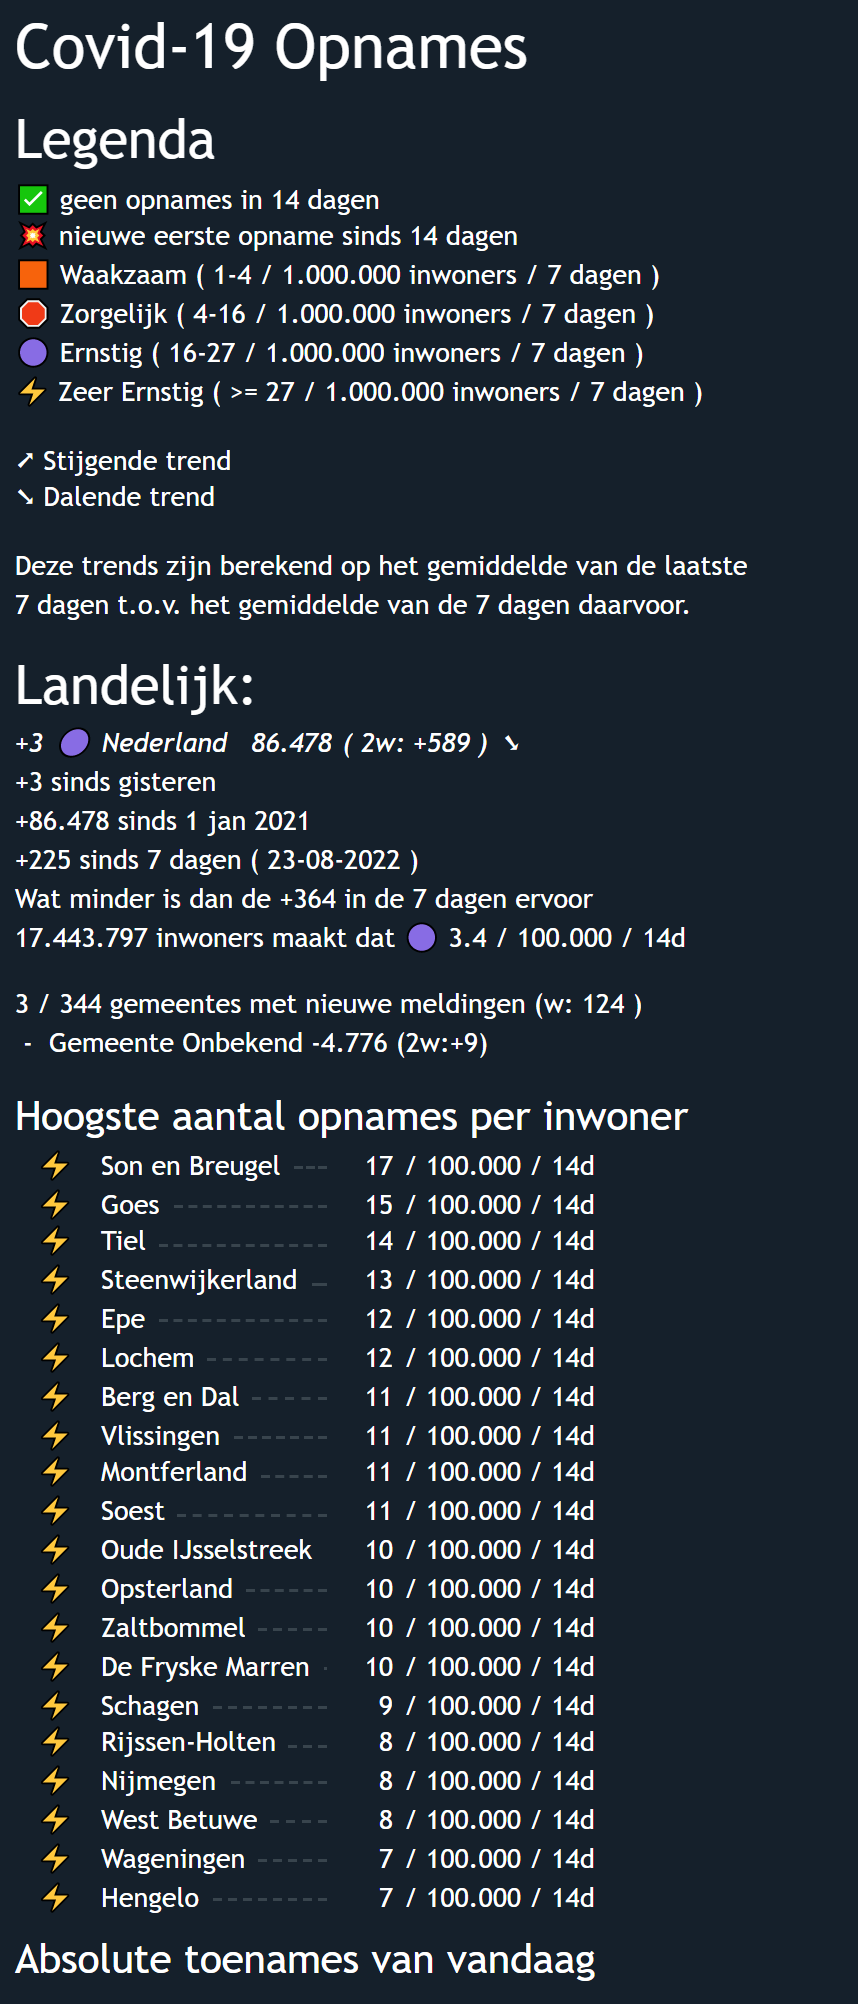 Covid-19 Opnames
Legenda
✅ geen opnames in 14 dagen
💥 nieuwe eerste opname sinds 14 dagen
🟧 Waakzaam ( 1-4 / 1.000.000 inwoners / 7 dagen )
🛑 Zorgelijk ( 4-16 / 1.000.000 inwoners / 7 dagen )
🟣 Ernstig ( 16-27 / 1.000.000 inwoners / 7 dagen )
⚡ Zeer Ernstig ( >= 27 / 1.000.000 inwoners / 7 dagen )
➚ Stijgende trend
➘ Dalende trend
Deze trends zijn berekend op het gemiddelde van de laatste
7 dagen t.o.v. het gemiddelde van de 7 dagen daarvoor.
Landelijk:
+3 🟣 Nederland 86.478 ( 2w: +589 ) ➘
+3 sinds gisteren
+86.478 sinds 1 jan 2021
+225 sinds 7 dagen ( 23-08-2022 )
Wat minder is dan de +364 in de 7 dagen ervoor
17.443.797 inwoners maakt dat 🟣 3.4 / 100.000 / 14d
3 / 344 gemeentes met nieuwe meldingen (w: 124 )
- Gemeente Onbekend -4.776 (2w:+9)
Hoogste aantal opnames per inwoner
⚡ Son en Breugel --- 17 / 100.000 / 14d
⚡ Goes ----------- 15 / 100.000 / 14d
⚡ Tiel ------------ 14 / 100.000 / 14d
⚡ Steenwijkerland - 13 / 100.000 / 14d
⚡ Epe ------------ 12 / 100.000 / 14d
⚡ Lochem -------- 12 / 100.000 / 14d
⚡ Berg en Dal ----- 11 / 100.000 / 14d
⚡ Vlissingen ------- 11 / 100.000 / 14d
⚡ Montferland ----- 11 / 100.000 / 14d
⚡ Soest ---------- 11 / 100.000 / 14d
⚡ Oude IJsselstreek 10 / 100.000 / 14d
⚡ Opsterland ------ 10 / 100.000 / 14d
⚡ Zaltbommel ----- 10 / 100.000 / 14d
⚡ De Fryske Marren - 10 / 100.000 / 14d
⚡ Schagen -------- 9 / 100.000 / 14d
⚡ Rijssen-Holten --- 8 / 100.000 / 14d
⚡ Nijmegen ------- 8 / 100.000 / 14d
⚡ West Betuwe ---- 8 / 100.000 / 14d
⚡ Wageningen ----- 7 / 100.000 / 14d
⚡ Hengelo -------- 7 / 100.000 / 14d
Absolute toenames van vandaag